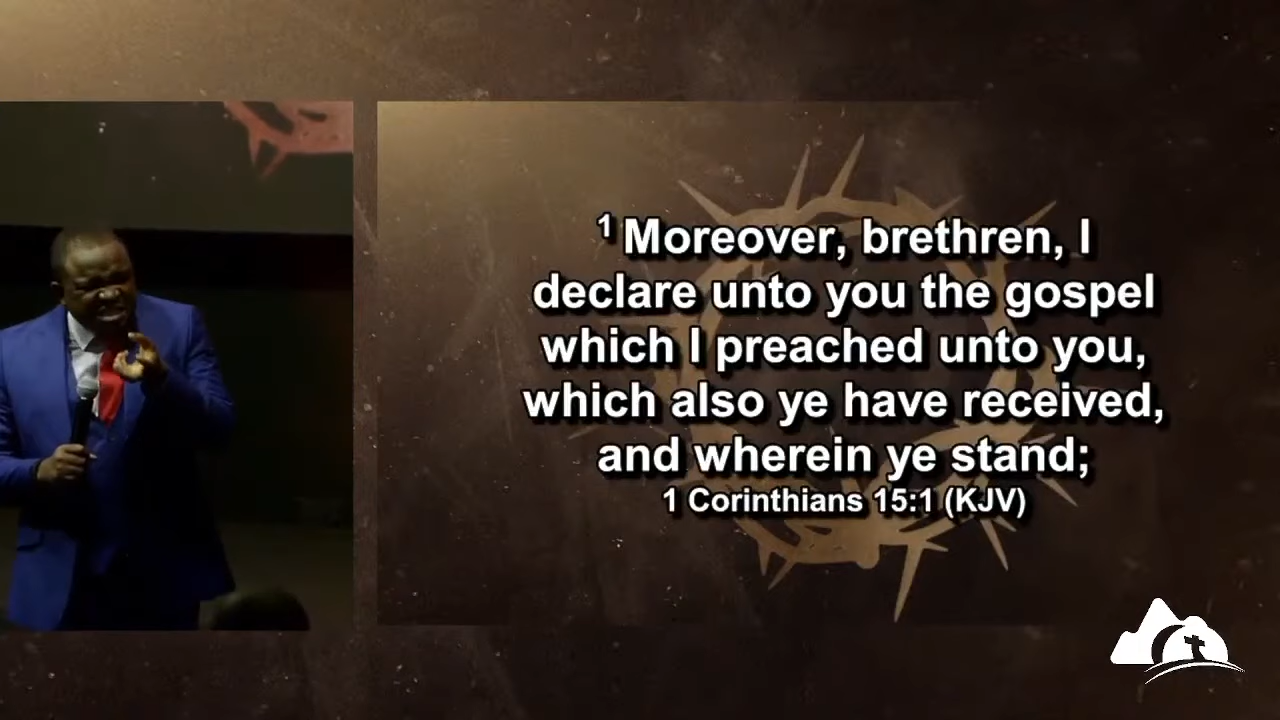 1 Moreover, brethren, I
declare unto you the gospel
which I preached unto you,
which also ye have received,
and wherein ye stand;
1 Corinthians 15:1 (KJV)